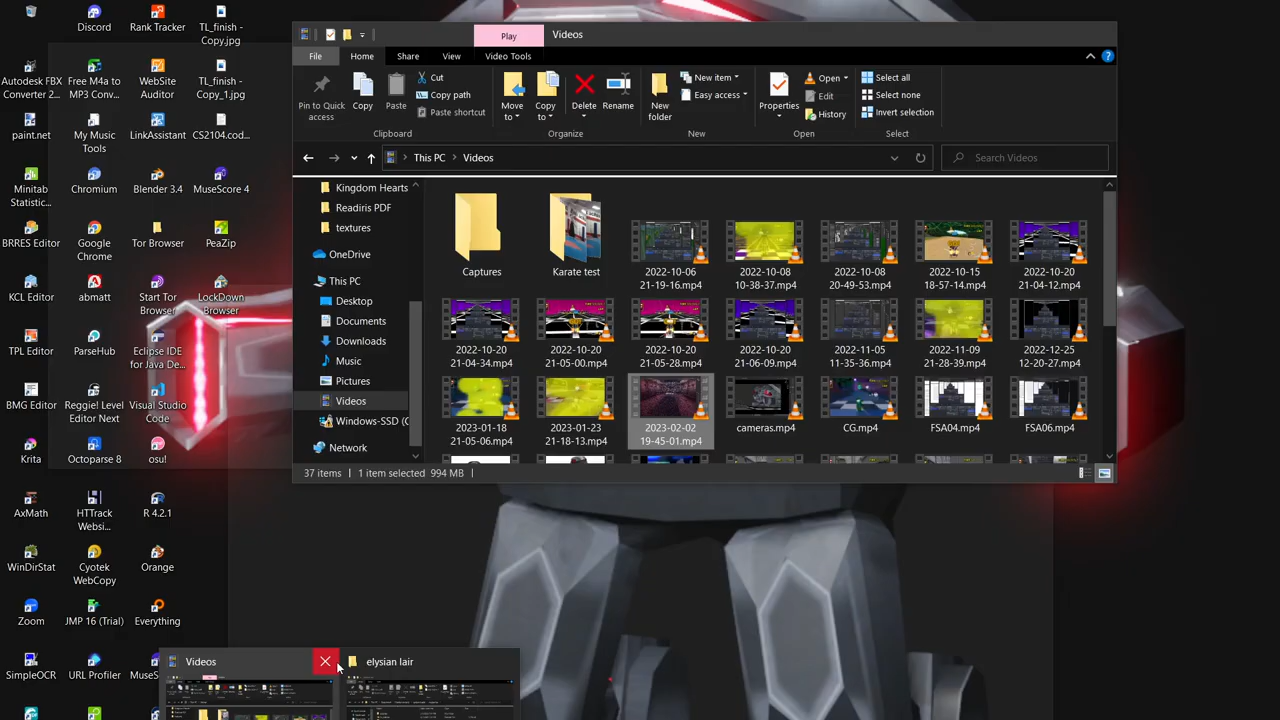 Discord
Rank Tracker
TL_finish -
Copy.jpg
Autodesk FBX
Converter 2...
Free M4a to
MP3 Conv...
WebSite
Auditor
TL_finish -
Copy_1.jpg
paint.net
My Music
Tools
LinkAssistant
CS2104.cod...
Minitab
Statistic...
Chromium
Blender 3.4
MuseScore 4
BRRES Editor
Google
Chrome
Tor Browser
PeaZip
KCL Editor
abmatt
Start Tor
Browser
LockDown
Browser
TPL Editor
ParseHub
Eclipse IDE
for Java De...
BMG Editor
Reggie! Level
Editor Next
Visual Studio
Code
Krita
Octoparse 8
osu!
AxMath
HTTrack
Websi...
R 4.2.1
WinDirStat
Cyotek
WebCopy
Orange
Zoom
JMP 16 (Trial)
Everything
SimpleOCR
URL Profiler
MuseS
Play
Videos
File
Home
Share
View
Video Tools
Pin to Quick
access
Copy
Paste
Cut
Copy path
Paste shortcut
Clipboard
Move
to
Copy
to
Delete
Rename
Organize
New
folder
New item
Easy access
New
Properties
Open
Edit
History
Open
Select all
Select none
Invert selection
Select
This PC > Videos
Search Videos
Kingdom Hearts
Readiris PDF
textures
OneDrive
This PC
Desktop
Documents
Downloads
Music
Pictures
Videos
Windows-SSD (C
Network
Captures
Karate test
2022-10-06
21-19-16.mp4
2022-10-08
10-38-37.mp4
2022-10-08
20-49-53.mp4
2022-10-15
18-57-14.mp4
2022-10-20
21-04-12.mp4
2022-10-20
21-04-34.mp4
2022-10-20
21-05-00.mp4
2022-10-20
21-05-28.mp4
2022-10-20
21-06-09.mp4
2022-11-05
11-35-36.mp4
2022-11-09
21-28-39.mp4
2022-12-25
12-20-27.mp4
2023-01-18
21-05-06.mp4
2023-01-23
21-18-13.mp4
2023-02-02
19-45-01.mp4
cameras.mp4
CG.mp4
FSA04.mp4
FSA06.mp4
37 items
1 item selected 994 MB
Videos
elysian lair